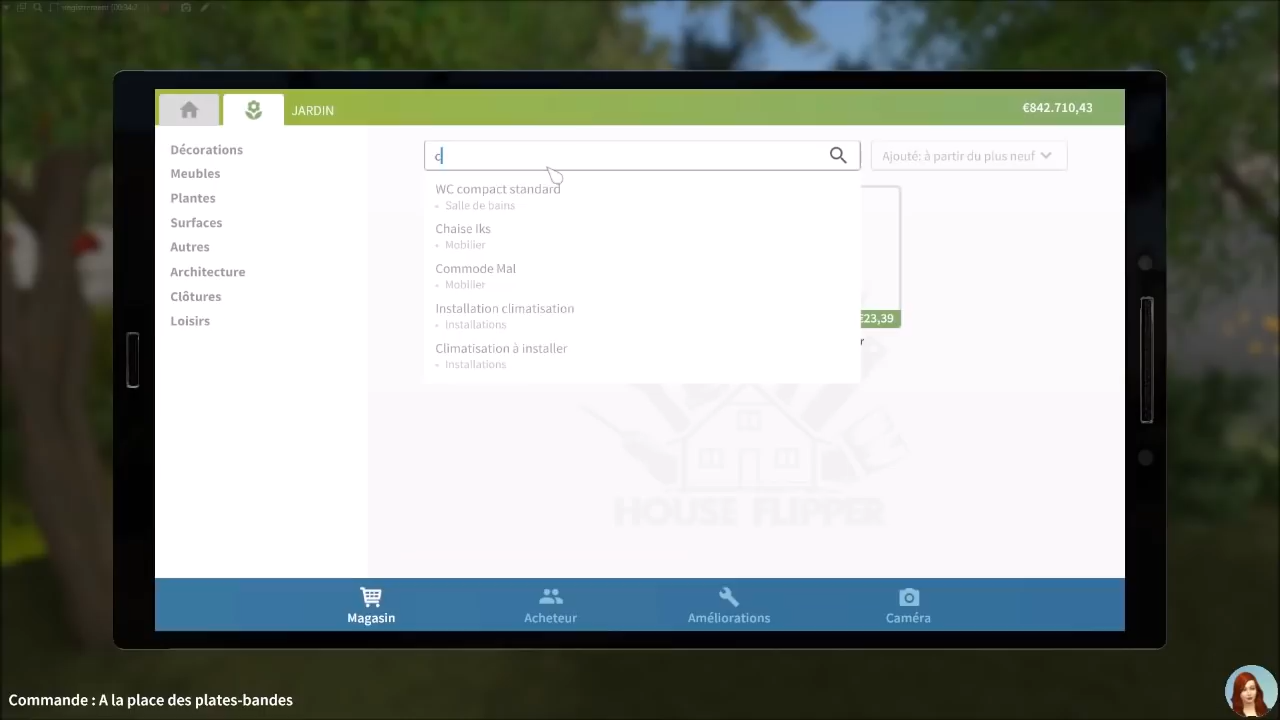 JARDIN
€842.710,43
Décorations
Meubles
Plantes
Surfaces
Autres
Architecture
Clôtures
Loisirs
c
Ajouté: à partir du plus neuf
WC compact standard
Salle de bains
Chaise Iks
Mobilier
Commode Mal
Mobilier
Installation climatisation
Installations
Climatisation à installer
Installations
€23,39
r
HOUSE FLIPPER
Magasin
Acheteur
Améliorations
Caméra
Commande : A la place des plates-bandes